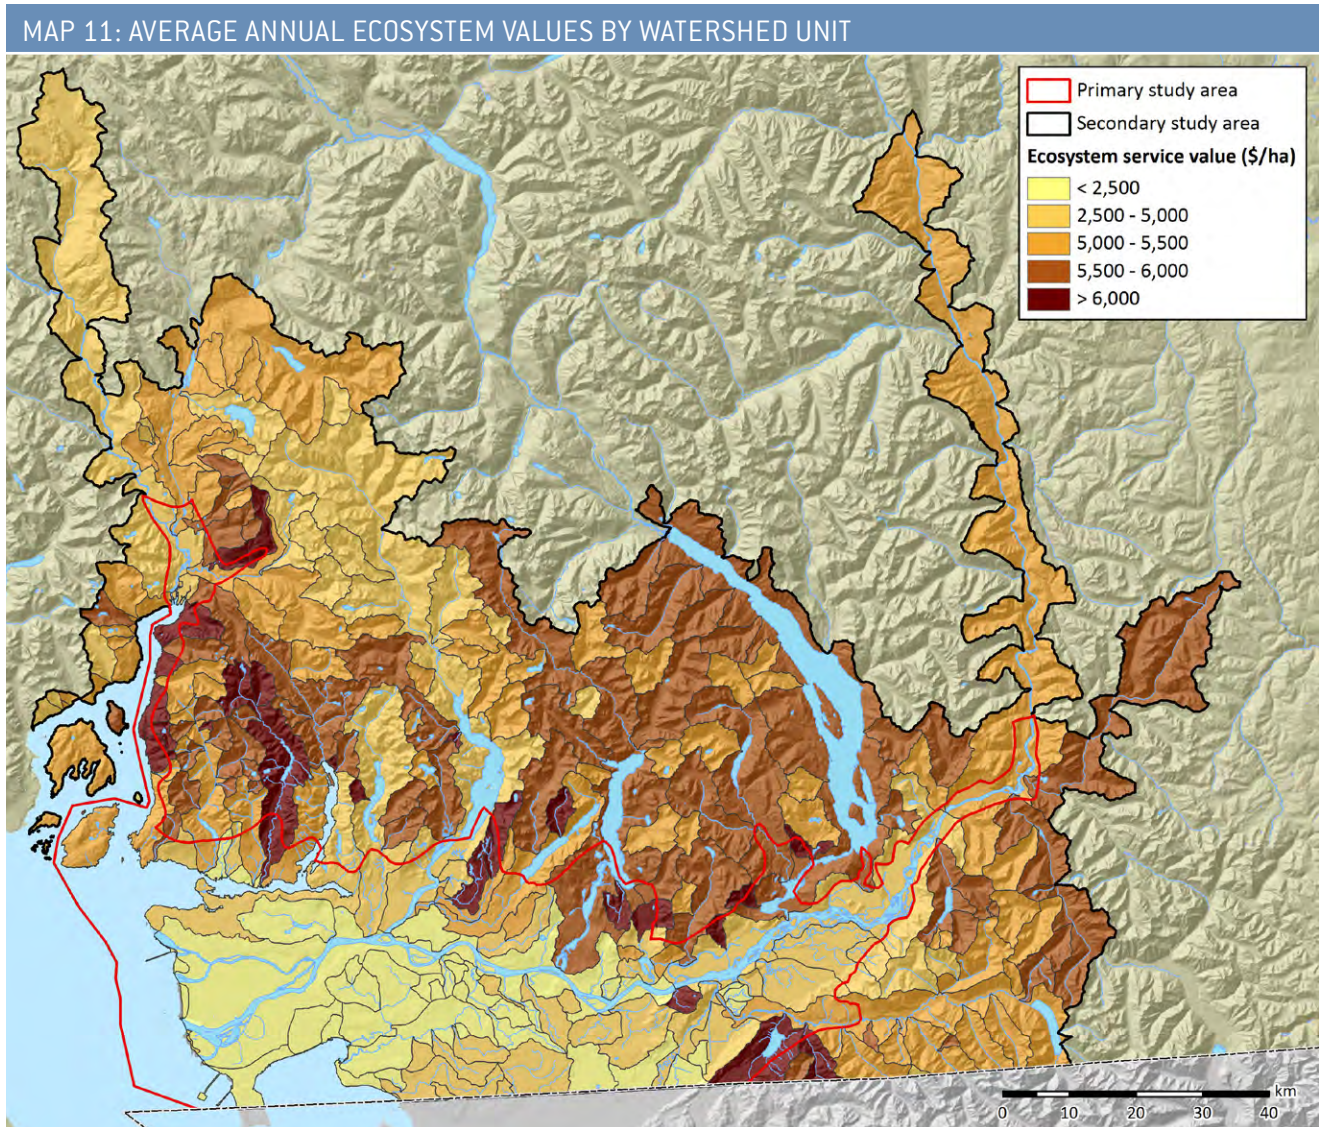 MAP 11: AVERAGE ANNUAL ECOSYSTEM VALUES BY WATERSHED UNIT
Primary study area
Secondary study area
Ecosystem service value ($/ha)
< 2,500
2,500 - 5,000
5,000 - 5,500
5,500 - 6,000
> 6,000
km
0 10 20 30 40